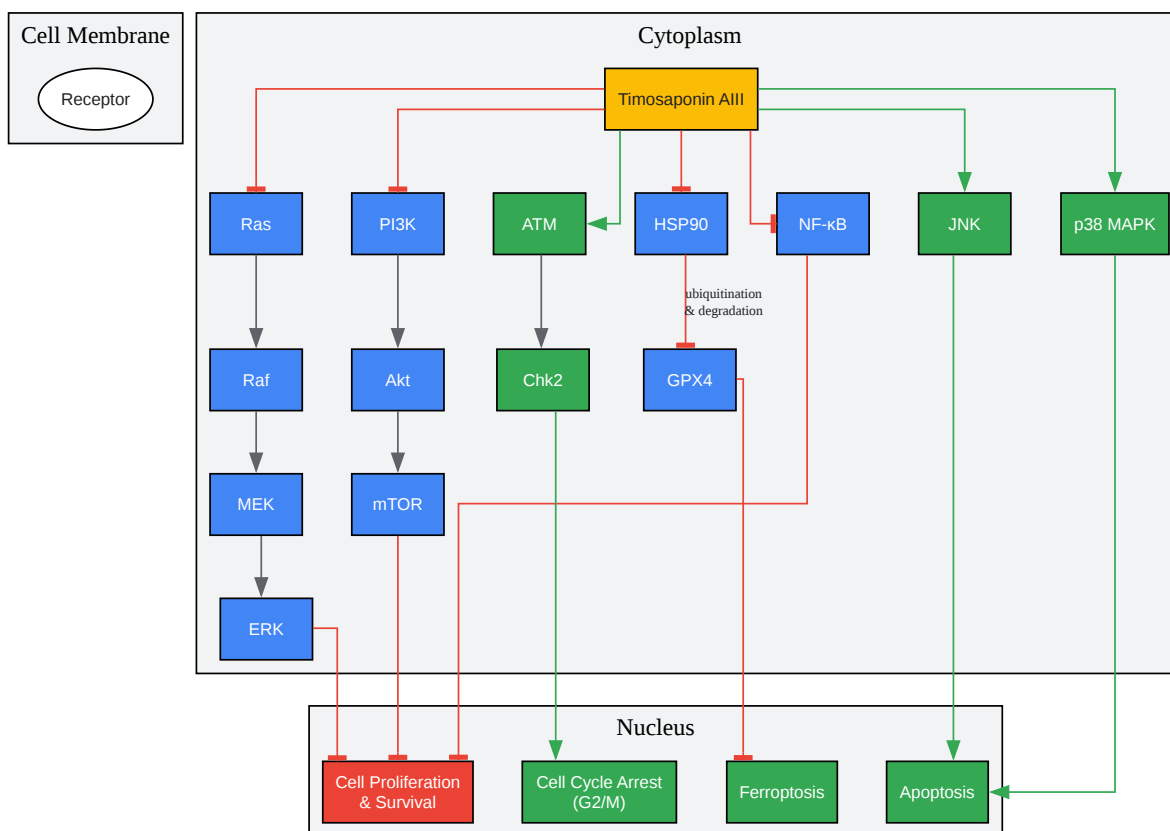 Cell Membrane
Receptor
Cytoplasm
Timosaponin AIII
Ras
PI3K
ATM
HSP90
NF-κB
JNK
p38 MAPK
ubiquitination
& degradation
Raf
Akt
Chk2
GPX4
MEK
mTOR
ERK
Nucleus
Cell Proliferation
& Survival
Cell Cycle Arrest
(G2/M)
Ferroptosis
Apoptosis